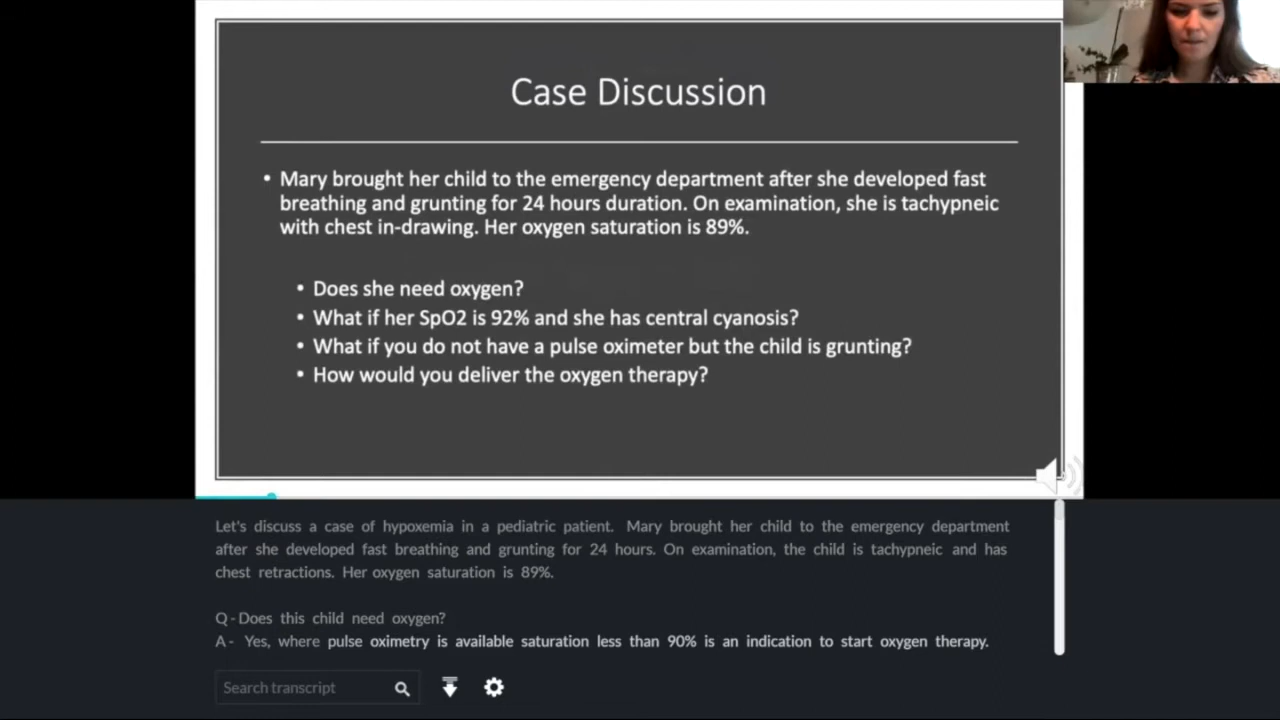 Case Discussion
• Mary brought her child to the emergency department after she developed fast
breathing and grunting for 24 hours duration. On examination, she is tachypneic
with chest in-drawing. Her oxygen saturation is 89%.
• Does she need oxygen?
• What if her SpO2 is 92% and she has central cyanosis?
• What if you do not have a pulse oximeter but the child is grunting?
• How would you deliver the oxygen therapy?
Let's discuss a case of hypoxemia in a pediatric patient. Mary brought her child to the emergency department
after she developed fast breathing and grunting for 24 hours. On examination, the child is tachypneic and has
chest retractions. Her oxygen saturation is 89%.
Q - Does this child need oxygen?
A - Yes, where pulse oximetry is available saturation less than 90% is an indication to start oxygen therapy.
Search transcript